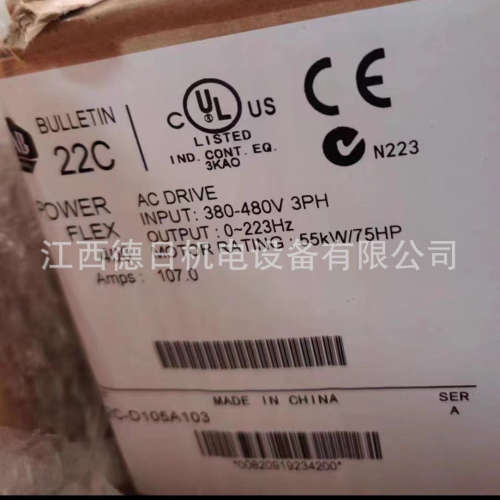 BULLETIN
22C
C UL US
LISTED
IND. CONT. EQ.
3KAO
CE
N223
POWER
FLEX
AC DRIVE
INPUT: 380-480V 3PH
OUTPUT: 0~223Hz
MOTOR RATING: 55kW/75HP
Amps: 107.0
江西德百机电设备有限公司
MADE IN CHINA
SER
A
C-D105A103
*00820919234200*